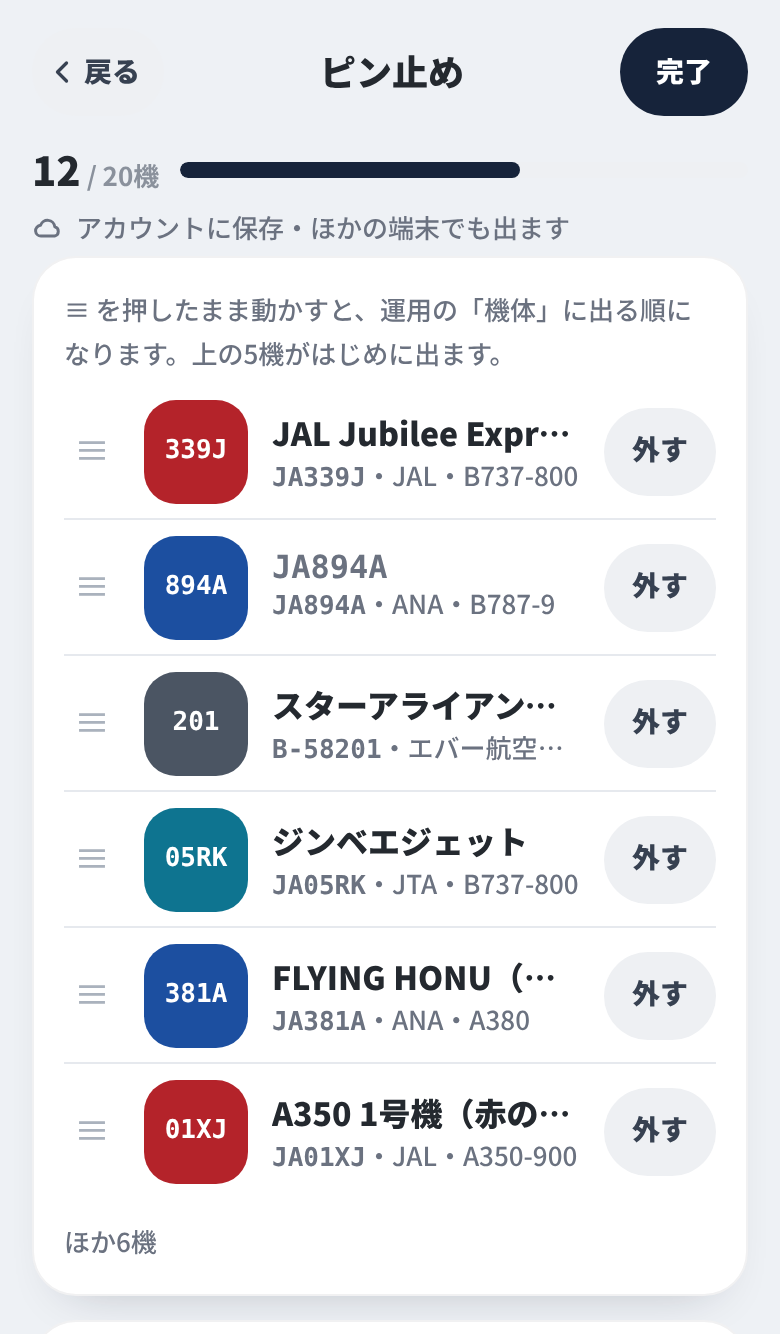 戻る
ピン止め
完了
12 / 20機
アカウントに保存・ほかの端末でも出ます
≡ を押したまま動かすと、運用の「機体」に出る順に
なります。上の5機がはじめに出ます。
339J
JAL Jubilee Expr…
JA339J・JAL・B737-800
外す
894A
JA894A
JA894A・ANA・B787-9
外す
201
スターアライアン…
B-58201・エバー航空…
外す
05RK
ジンベエジェット
JA05RK・JTA・B737-800
外す
381A
FLYING HONU（…
JA381A・ANA・A380
外す
01XJ
A350 1号機（赤の…
JA01XJ・JAL・A350-900
外す
ほか6機